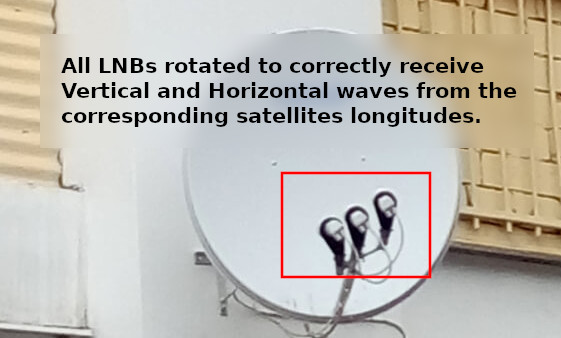 All LNBs rotated to correctly receive
Vertical and Horizontal waves from the
corresponding satellites longitudes.